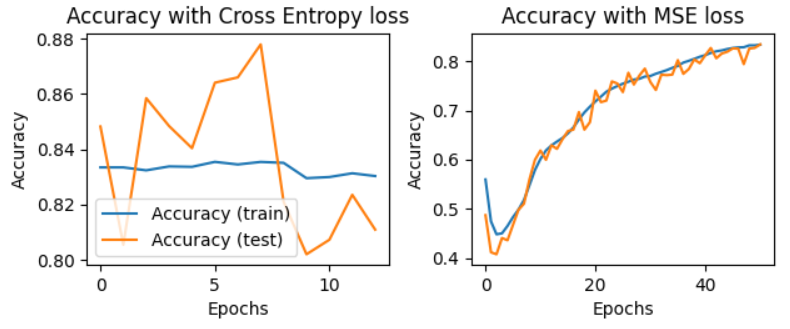 Accuracy with Cross Entropy loss
Accuracy
0.88
0.86
0.84
0.82
0.80
Accuracy (train)
Accuracy (test)
0 5 10
Epochs
Accuracy with MSE loss
Accuracy
0.8
0.7
0.6
0.5
0.4
0 20 40
Epochs